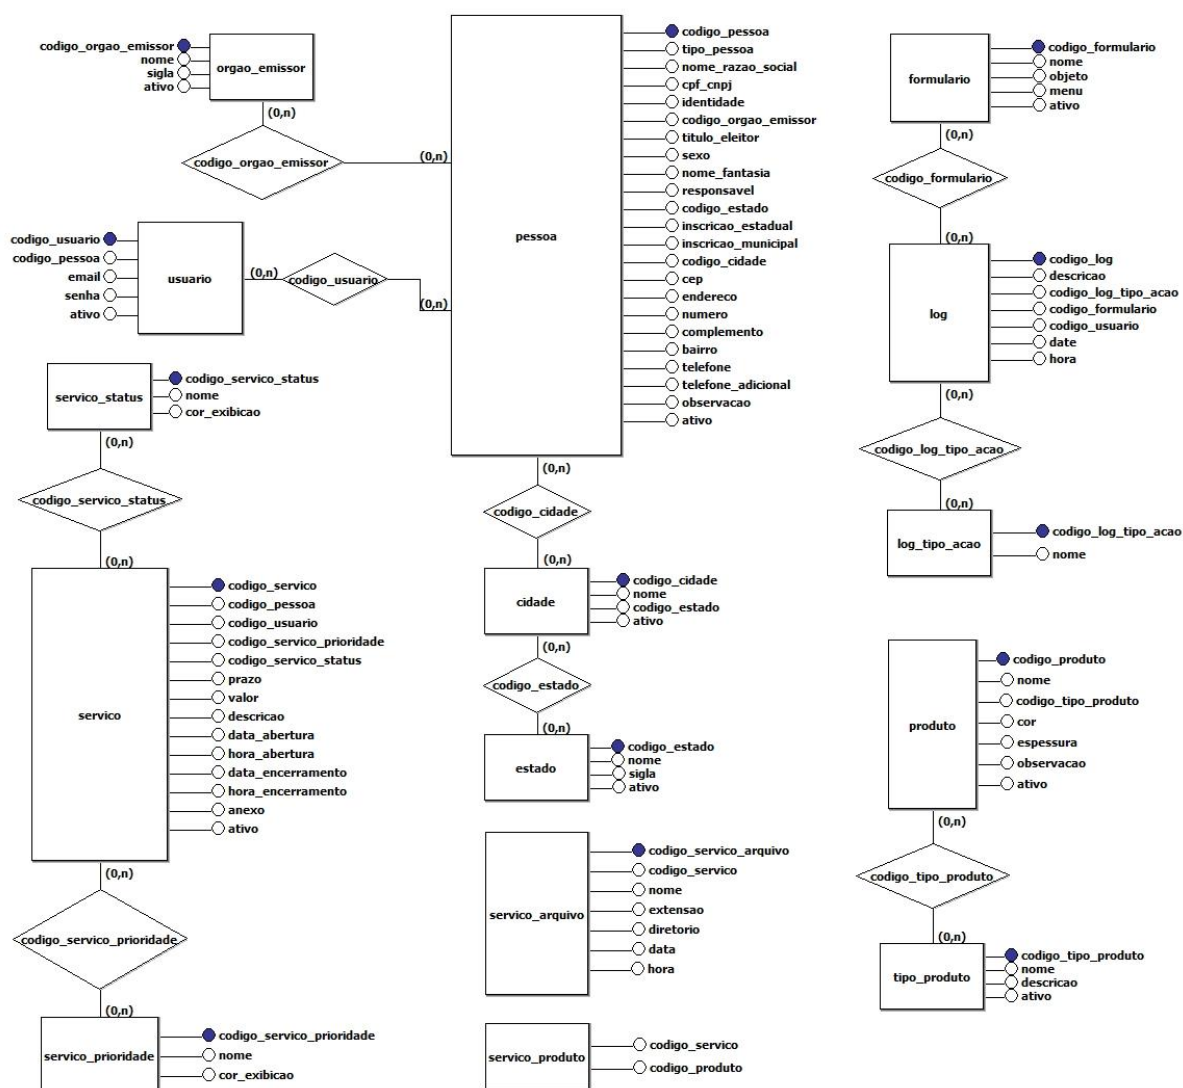 orgao_emissor
codigo_orgao_emissor
nome
sigla
ativo
(0,n)
codigo_orgao_emissor
(0,n)
usuario
codigo_usuario
codigo_pessoa
email
senha
ativo
(0,n)
codigo_usuario
(0,n)
pessoa
codigo_pessoa
tipo_pessoa
nome_razao_social
cpf_cnpj
identidade
codigo_orgao_emissor
titulo_eleitor
sexo
nome_fantasia
responsavel
codigo_estado
inscricao_estadual
inscricao_municipal
codigo_cidade
cep
endereco
numero
complemento
bairro
telefone
telefone_adicional
observacao
ativo
(0,n)
codigo_cidade
(0,n)
cidade
codigo_cidade
nome
codigo_estado
ativo
(0,n)
codigo_estado
(0,n)
estado
codigo_estado
nome
sigla
ativo
servico_arquivo
codigo_servico_arquivo
codigo_servico
nome
extensao
diretorio
data
hora
servico_produto
codigo_servico
codigo_produto
servico_status
codigo_servico_status
nome
cor_exibicao
(0,n)
codigo_servico_status
(0,n)
servico
codigo_servico
codigo_pessoa
codigo_usuario
codigo_servico_prioridade
codigo_servico_status
prazo
valor
descricao
data_abertura
hora_abertura
data_encerramento
hora_encerramento
anexo
ativo
(0,n)
codigo_servico_prioridade
(0,n)
servico_prioridade
codigo_servico_prioridade
nome
cor_exibicao
formulario
codigo_formulario
nome
objeto
menu
ativo
(0,n)
codigo_formulario
(0,n)
log
codigo_log
descricao
codigo_log_tipo_acao
codigo_formulario
codigo_usuario
date
hora
(0,n)
codigo_log_tipo_acao
(0,n)
log_tipo_acao
codigo_log_tipo_acao
nome
produto
codigo_produto
nome
codigo_tipo_produto
cor
espessura
observacao
ativo
(0,n)
codigo_tipo_produto
(0,n)
tipo_produto
codigo_tipo_produto
nome
descricao
ativo